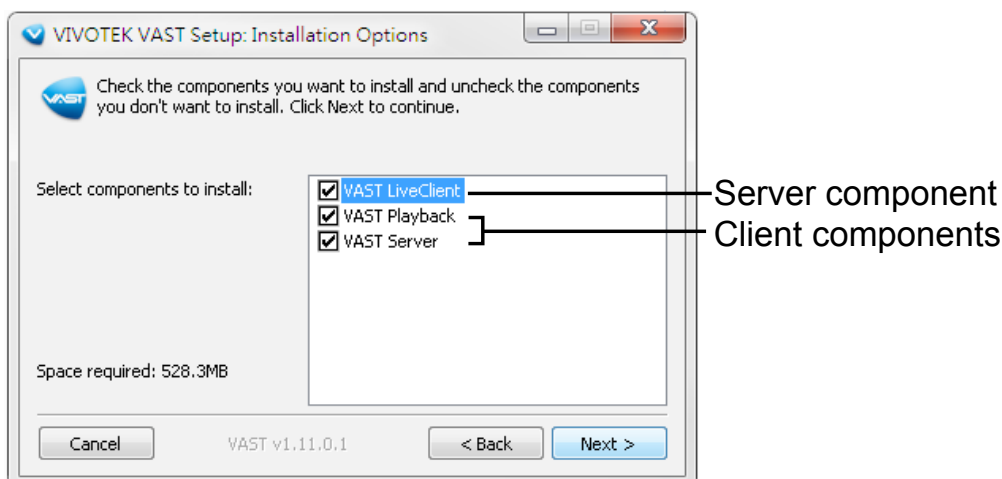 VIVOTEK VAST Setup: Installation Options
VAST
Check the components you want to install and uncheck the components
you don't want to install. Click Next to continue.
Select components to install:
VAST LiveClient
VAST Playback
VAST Server
Server component
Client components
Space required: 528.3MB
Cancel
VAST v1.11.0.1
< Back
Next >